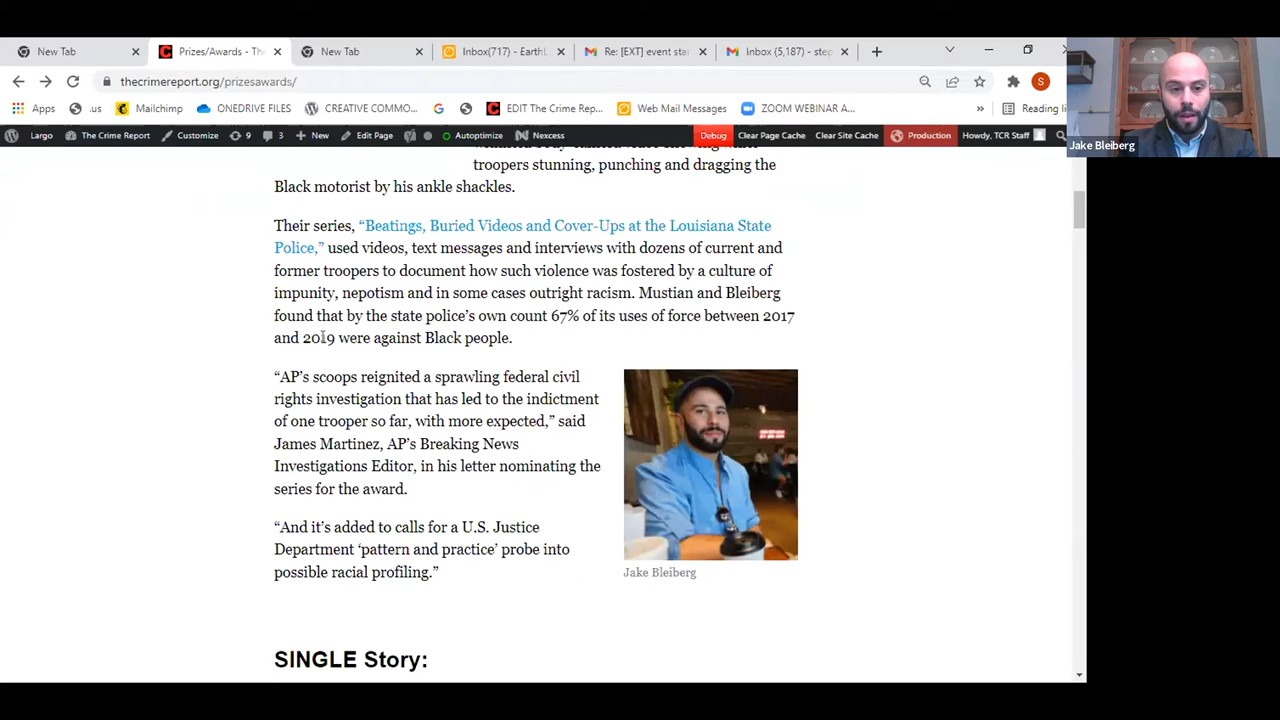 New Tab
Prizes/Awards - The
New Tab
Inbox(717) - EarthL
Re: [EXT] event star
Inbox (5,187) - step
thecrimereport.org/prizesawards/
S
Apps
.us
Mailchimp
ONEDRIVE FILES
CREATIVE COMMO...
EDIT The Crime Rep...
Web Mail Messages
ZOOM WEBINAR A...
Reading li
Largo
The Crime Report
Customize
9
3
New
Edit Page
Autoptimize
Nexcess
Debug
Clear Page Cache
Clear Site Cache
Production
Howdy, TCR Staff
Jake Bleiberg
troopers stunning, punching and dragging the
Black motorist by his ankle shackles.
Their series, “Beatings, Buried Videos and Cover-Ups at the Louisiana State
Police,” used videos, text messages and interviews with dozens of current and
former troopers to document how such violence was fostered by a culture of
impunity, nepotism and in some cases outright racism. Mustian and Bleiberg
found that by the state police’s own count 67% of its uses of force between 2017
and 2019 were against Black people.
“AP’s scoops reignited a sprawling federal civil
rights investigation that has led to the indictment
of one trooper so far, with more expected,” said
James Martinez, AP’s Breaking News
Investigations Editor, in his letter nominating the
series for the award.
“And it’s added to calls for a U.S. Justice
Department ‘pattern and practice’ probe into
possible racial profiling.”
Jake Bleiberg
SINGLE Story: